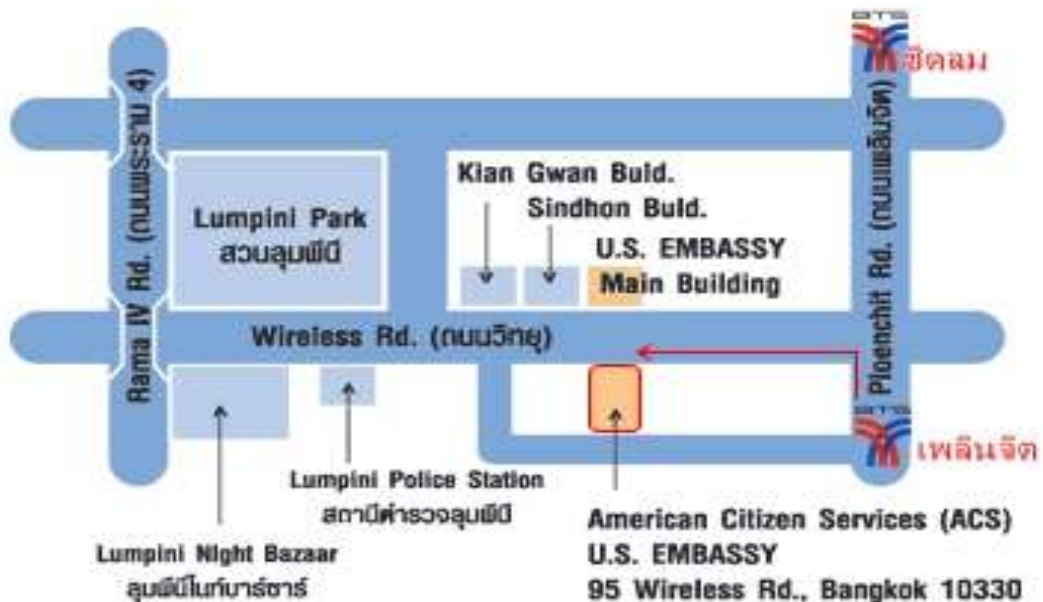 BTS
ชิดลม
Rama IV Rd. (ถนนพระราม 4)
Ploenchit Rd. (ถนนเพลินจิต)
Kian Gwan Buid.
Sindhon Buld.
Lumpini Park
สวนลุมพินี
U.S. EMBASSY
Main Building
Wireless Rd. (ถนนวิทยุ)
BTS
เพลินจิต
Lumpini Police Station
สถานีตำรวจลุมพินี
Lumpini Night Bazaar
ลุมพินีไนท์บาร์ซาร์
American Citizen Services (ACS)
U.S. EMBASSY
95 Wireless Rd., Bangkok 10330